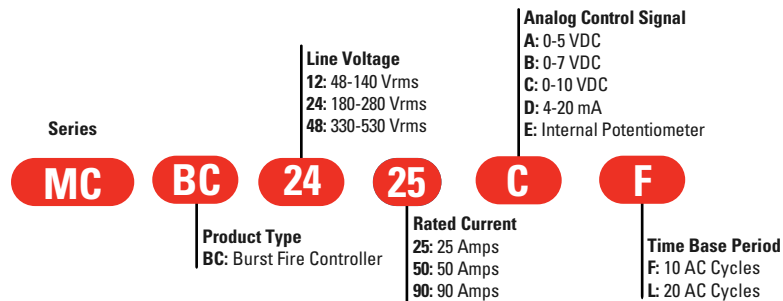 Analog Control Signal
A: 0-5 VDC
B: 0-7 VDC
C: 0-10 VDC
D: 4-20 mA
E: Internal Potentiometer
Line Voltage
12: 48-140 Vrms
24: 180-280 Vrms
48: 330-530 Vrms
Series
MC BC 24 25 C F
Product Type
BC: Burst Fire Controller
Rated Current
25: 25 Amps
50: 50 Amps
90: 90 Amps
Time Base Period
F: 10 AC Cycles
L: 20 AC Cycles